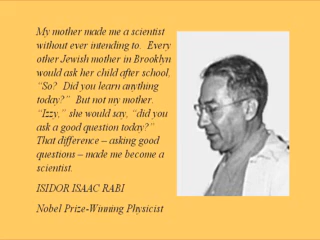 My mother made me a scientist
without ever intending to.  Every
other Jewish mother in Brooklyn
would ask her child after school,
“So?  Did you learn anything
today?”  But not my mother.
“Izzy,” she would say, “did you
ask a good question today?”
That difference – asking good
questions – made me become a
scientist.
ISIDOR ISAAC RABI
Nobel Prize-Winning Physicist